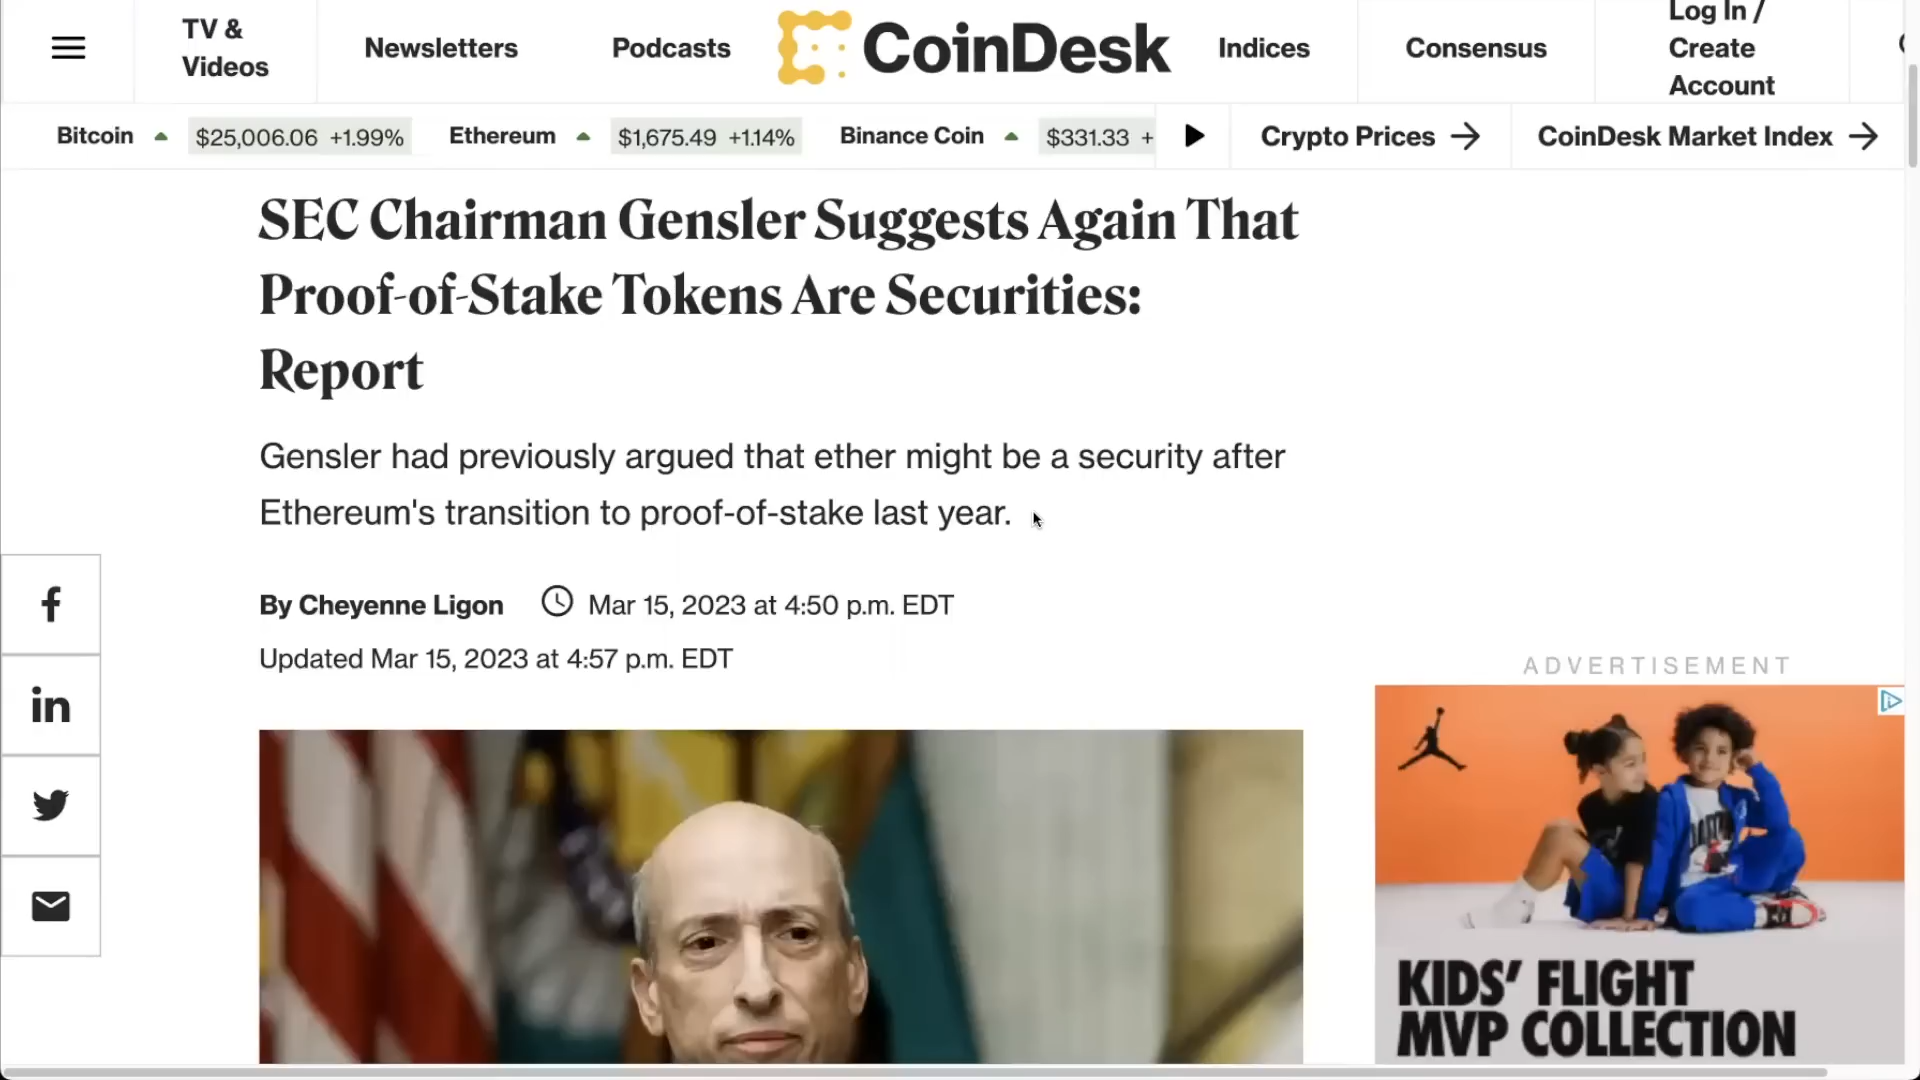 TV &
Videos
Newsletters
Podcasts
CoinDesk
Indices
Consensus
Log In /
Create
Account
Bitcoin $25,006.06 +1.99% Ethereum $1,675.49 +1.14% Binance Coin $331.33 + Crypto Prices → CoinDesk Market Index →
SEC Chairman Gensler Suggests Again That
Proof-of-Stake Tokens Are Securities:
Report
Gensler had previously argued that ether might be a security after
Ethereum's transition to proof-of-stake last year.
By Cheyenne Ligon Mar 15, 2023 at 4:50 p.m. EDT
Updated Mar 15, 2023 at 4:57 p.m. EDT
f
in
ADVERTISEMENT
KIDS' FLIGHT
MVP COLLECTION